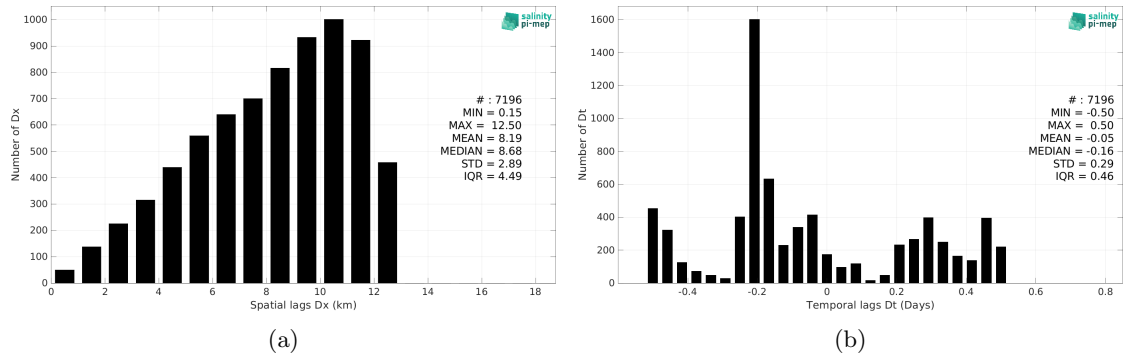 salinity
pi-mep
1000
900
800
700
600
500
400
300
200
100
0
Number of Dx
# : 7196
MIN = 0.15
MAX = 12.50
MEAN = 8.19
MEDIAN = 8.68
STD = 2.89
IQR = 4.49
0 2 4 6 8 10 12 14 16 18
Spatial lags Dx (km)
(a)
salinity
pi-mep
1600
1400
1200
1000
800
600
400
200
0
Number of Dt
# : 7196
MIN = -0.50
MAX = 0.50
MEAN = -0.05
MEDIAN = -0.16
STD = 0.29
IQR = 0.46
-0.4 -0.2 0 0.2 0.4 0.6 0.8
Temporal lags Dt (Days)
(b)